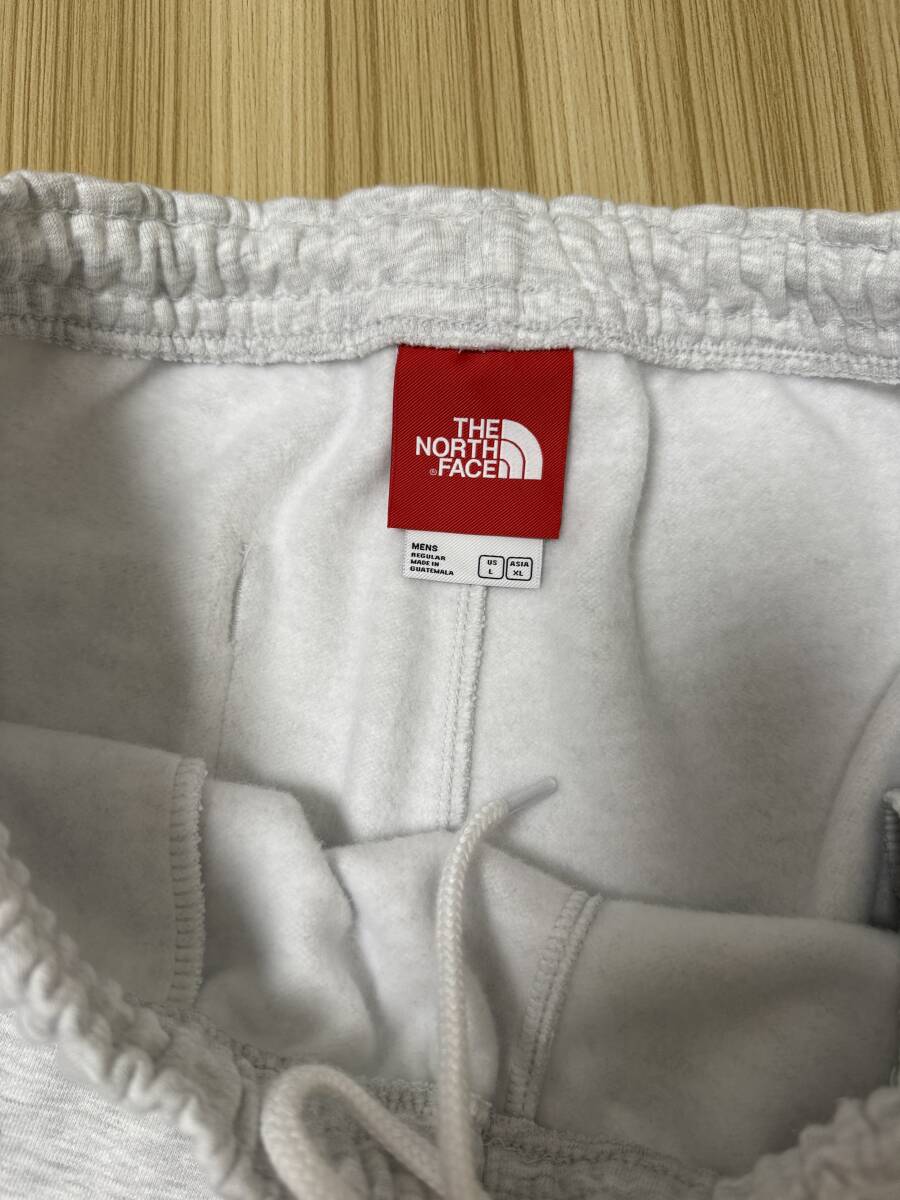 THE
NORTH
®FACE
MENS
REGULAR
MADE IN
GUATEMALA
US
L
ASIA
XL